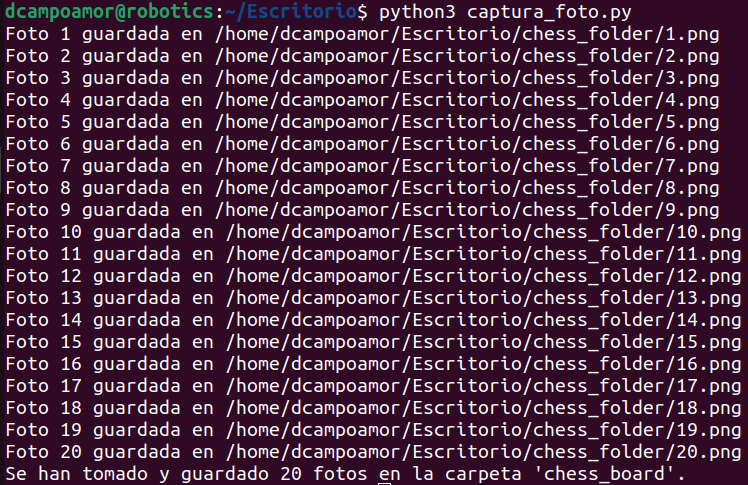 dcampoamor@robotics:~/Escritorio$ python3 captura_foto.py
Foto 1 guardada en /home/dcampoamor/Escritorio/chess_folder/1.png
Foto 2 guardada en /home/dcampoamor/Escritorio/chess_folder/2.png
Foto 3 guardada en /home/dcampoamor/Escritorio/chess_folder/3.png
Foto 4 guardada en /home/dcampoamor/Escritorio/chess_folder/4.png
Foto 5 guardada en /home/dcampoamor/Escritorio/chess_folder/5.png
Foto 6 guardada en /home/dcampoamor/Escritorio/chess_folder/6.png
Foto 7 guardada en /home/dcampoamor/Escritorio/chess_folder/7.png
Foto 8 guardada en /home/dcampoamor/Escritorio/chess_folder/8.png
Foto 9 guardada en /home/dcampoamor/Escritorio/chess_folder/9.png
Foto 10 guardada en /home/dcampoamor/Escritorio/chess_folder/10.png
Foto 11 guardada en /home/dcampoamor/Escritorio/chess_folder/11.png
Foto 12 guardada en /home/dcampoamor/Escritorio/chess_folder/12.png
Foto 13 guardada en /home/dcampoamor/Escritorio/chess_folder/13.png
Foto 14 guardada en /home/dcampoamor/Escritorio/chess_folder/14.png
Foto 15 guardada en /home/dcampoamor/Escritorio/chess_folder/15.png
Foto 16 guardada en /home/dcampoamor/Escritorio/chess_folder/16.png
Foto 17 guardada en /home/dcampoamor/Escritorio/chess_folder/17.png
Foto 18 guardada en /home/dcampoamor/Escritorio/chess_folder/18.png
Foto 19 guardada en /home/dcampoamor/Escritorio/chess_folder/19.png
Foto 20 guardada en /home/dcampoamor/Escritorio/chess_folder/20.png
Se han tomado y guardado 20 fotos en la carpeta 'chess_board'.